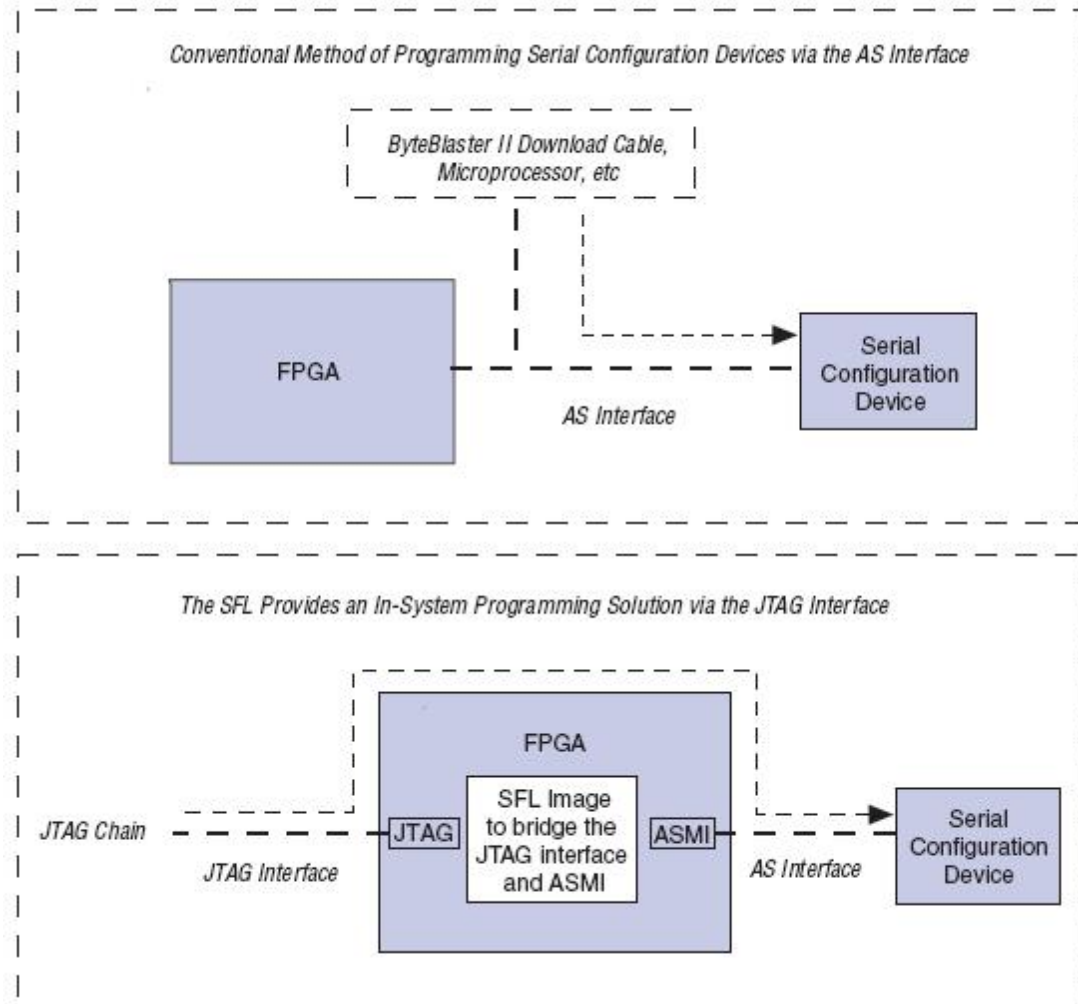 Conventional Method of Programming Serial Configuration Devices via the AS Interface
ByteBlaster II Download Cable,
Microprocessor, etc
FPGA
AS Interface
Serial
Configuration
Device
The SFL Provides an In-System Programming Solution via the JTAG Interface
FPGA
JTAG Chain
JTAG Interface
JTAG
SFL Image
to bridge the
JTAG interface
and ASMI
ASMI
AS Interface
Serial
Configuration
Device